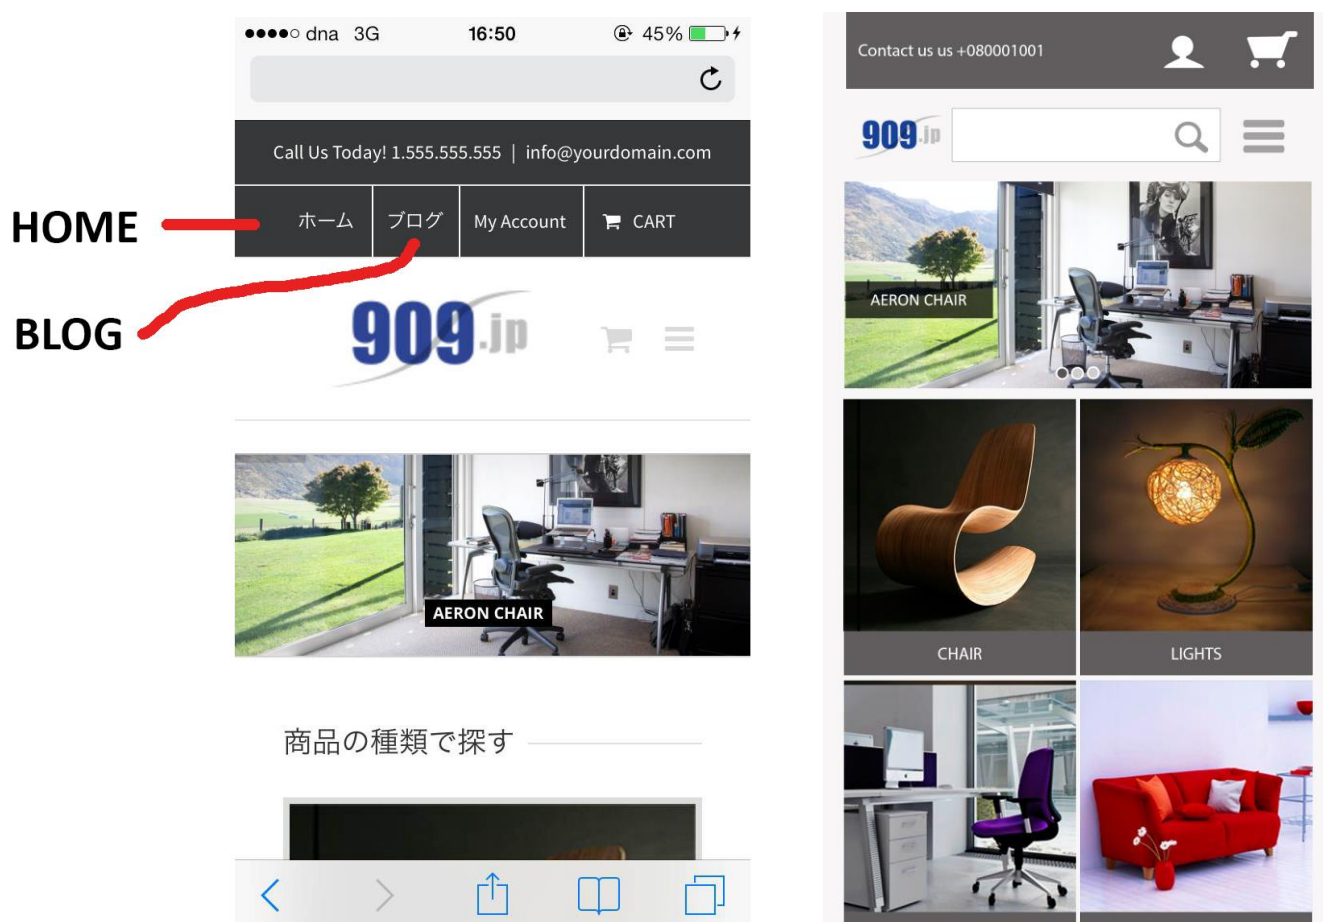 ●●●●○ dna 3G 16:50 45%
Call Us Today! 1.555.555.555 | info@yourdomain.com
HOME
ホーム ブログ My Account CART
BLOG
909.jp
AERON CHAIR
商品の種類で探す
Contact us us +080001001
909.jp
AERON CHAIR
CHAIR LIGHTS